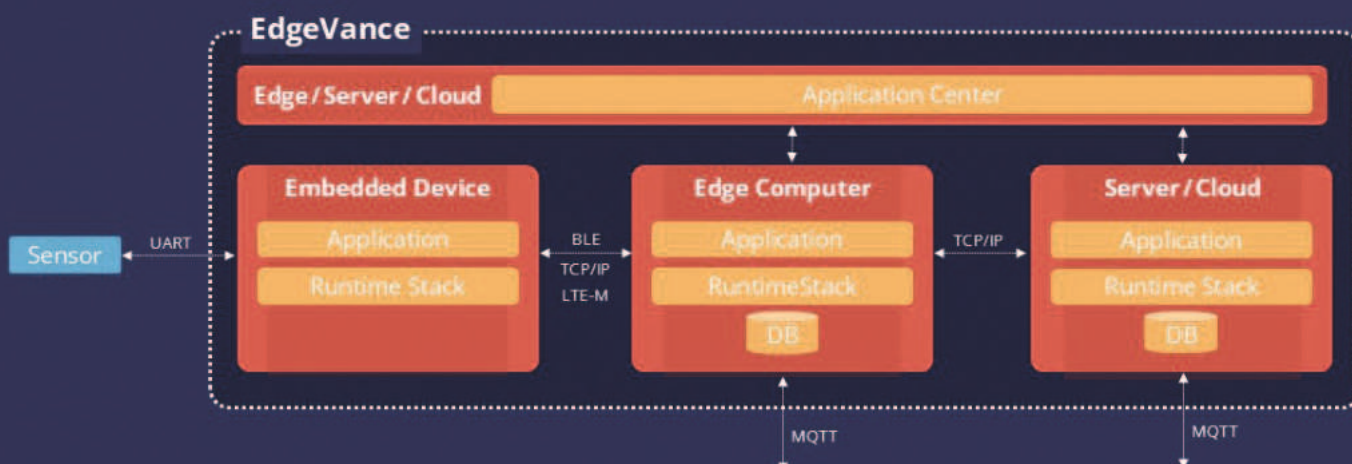 EdgeVance
Edge/Server/Cloud
Application Center
Embedded Device
Application
Runtime Stack
Edge Computer
Application
RuntimeStack
DB
Server/Cloud
Application
Runtime Stack
DB
Sensor
UART
BLE
TCP/IP
LTE-M
TCP/IP
MQTT
MQTT